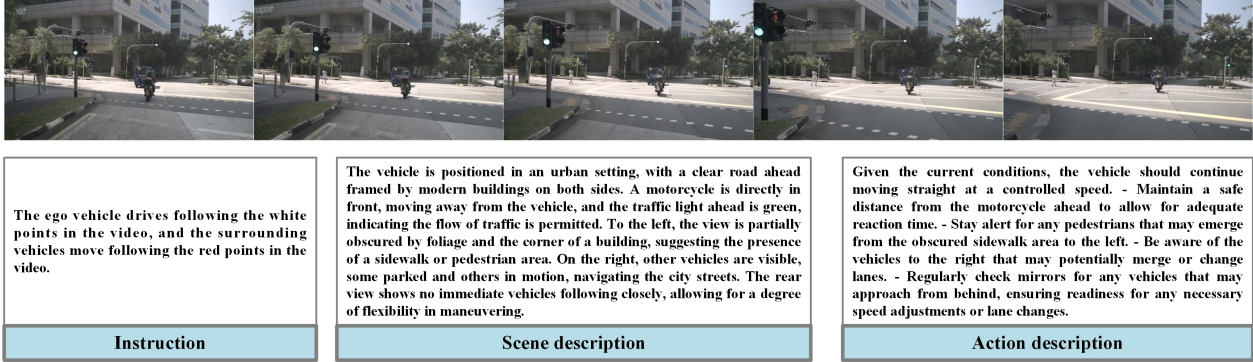 The ego vehicle drives following the white
points in the video, and the surrounding
vehicles move following the red points in the
video.
Instruction
The vehicle is positioned in an urban setting, with a clear road ahead
framed by modern buildings on both sides. A motorcycle is directly in
front, moving away from the vehicle, and the traffic light ahead is green,
indicating the flow of traffic is permitted. To the left, the view is partially
obscured by foliage and the corner of a building, suggesting the presence
of a sidewalk or pedestrian area. On the right, other vehicles are visible,
some parked and others in motion, navigating the city streets. The rear
view shows no immediate vehicles following closely, allowing for a degree
of flexibility in maneuvering.
Scene description
Given the current conditions, the vehicle should continue
moving straight at a controlled speed. - Maintain a safe
distance from the motorcycle ahead to allow for adequate
reaction time. - Stay alert for any pedestrians that may emerge
from the obscured sidewalk area to the left. - Be aware of the
vehicles to the right that may potentially merge or change
lanes. - Regularly check mirrors for any vehicles that may
approach from behind, ensuring readiness for any necessary
speed adjustments or lane changes.
Action description